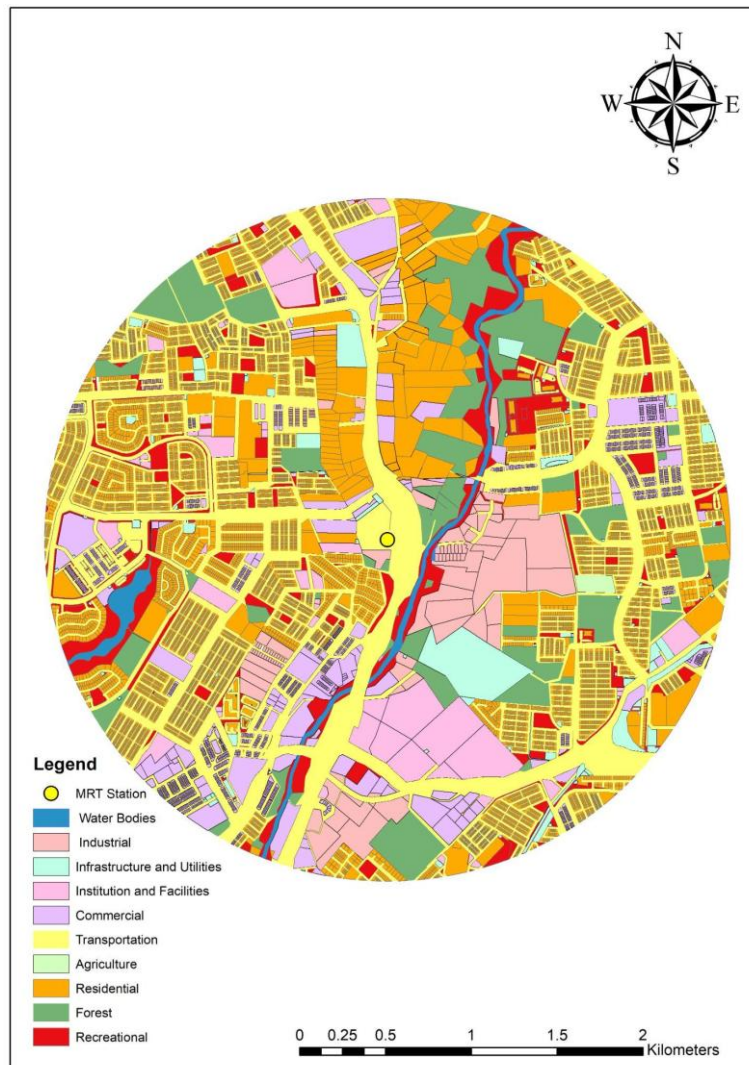 N
W E
S
Legend
MRT Station
Water Bodies
Industrial
Infrastructure and Utilities
Institution and Facilities
Commercial
Transportation
Agriculture
Residential
Forest
Recreational
0 0.25 0.5 1 1.5 2
Kilometers